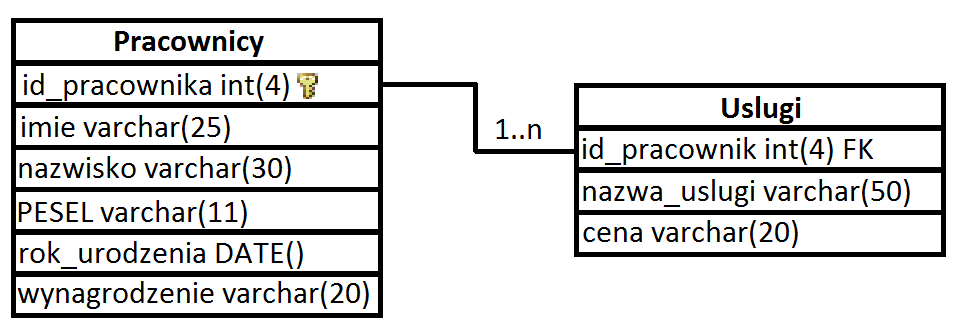 Pracownicy
id_pracownika int(4)
imie varchar(25)
nazwisko varchar(30)
PESEL varchar(11)
rok_urodzenia DATE()
wynagrodzenie varchar(20)
1..n
Uslugi
id_pracownik int(4) FK
nazwa_uslugi varchar(50)
cena varchar(20)